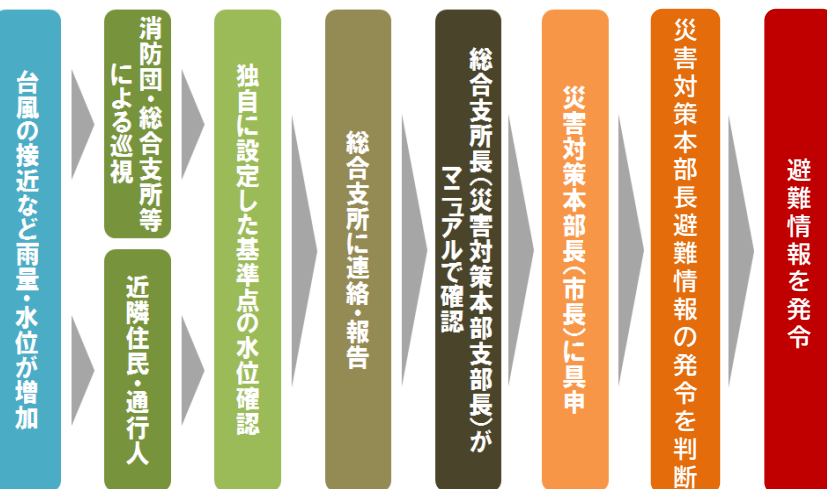 台風の接近など雨量・水位が増加
消防団・総合支所等
による巡視
近隣住民・通行人
独自に設定した基準点の水位確認
総合支所に連絡・報告
総合支所長（災害対策本部支部長）が
マニュアルで確認
災害対策本部長（市長）に具申
災害対策本部長避難情報の発令を判断
避難情報を発令